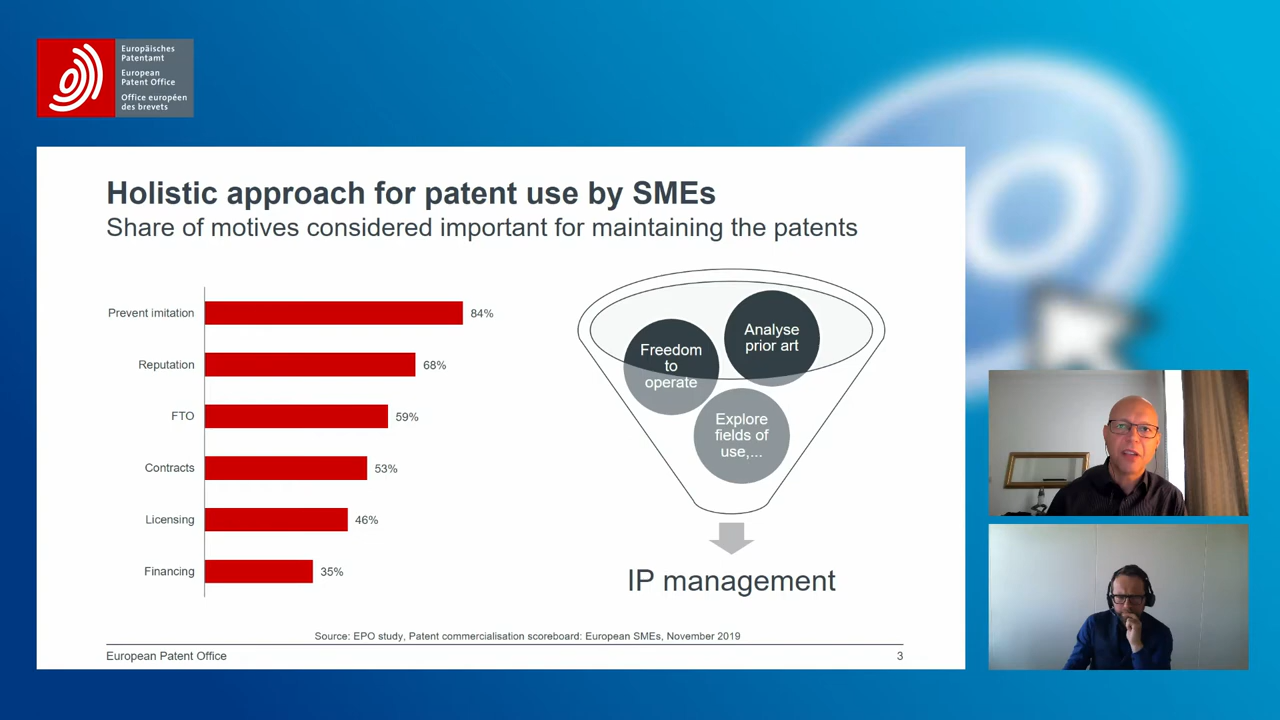 Europäisches
Patentamt
European
Patent Office
Office européen
des brevets
Holistic approach for patent use by SMEs
Share of motives considered important for maintaining the patents
Prevent imitation 84%
Reputation 68%
FTO 59%
Contracts 53%
Licensing 46%
Financing 35%
Freedom
to
operate
Analyse
prior art
Explore
fields of
use,...
IP management
Source: EPO study, Patent commercialisation scoreboard: European SMEs, November 2019
European Patent Office 3